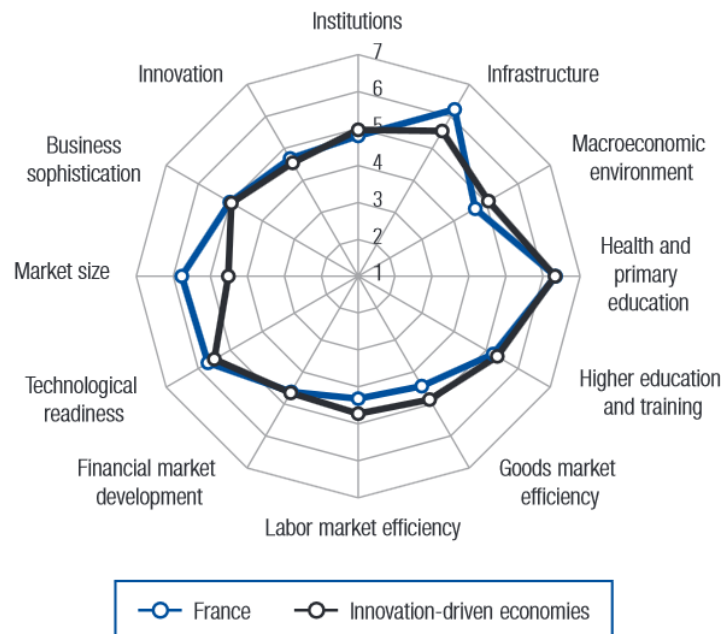 Institutions
Infrastructure
Macroeconomic
environment
Health and
primary
education
Higher education
and training
Goods market
efficiency
Labor market efficiency
Financial market
development
Technological
readiness
Market size
Business
sophistication
Innovation
7
6
5
4
3
2
1
France
Innovation-driven economies